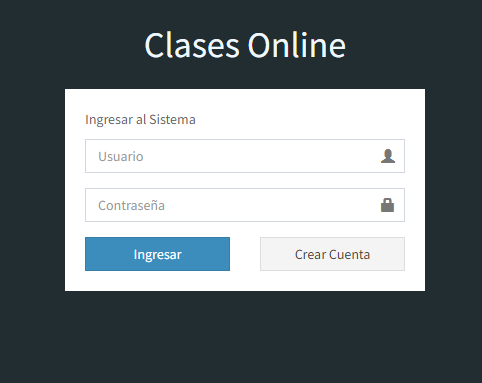 Clases Online
Ingresar al Sistema
Usuario
Contraseña
Ingresar Crear Cuenta